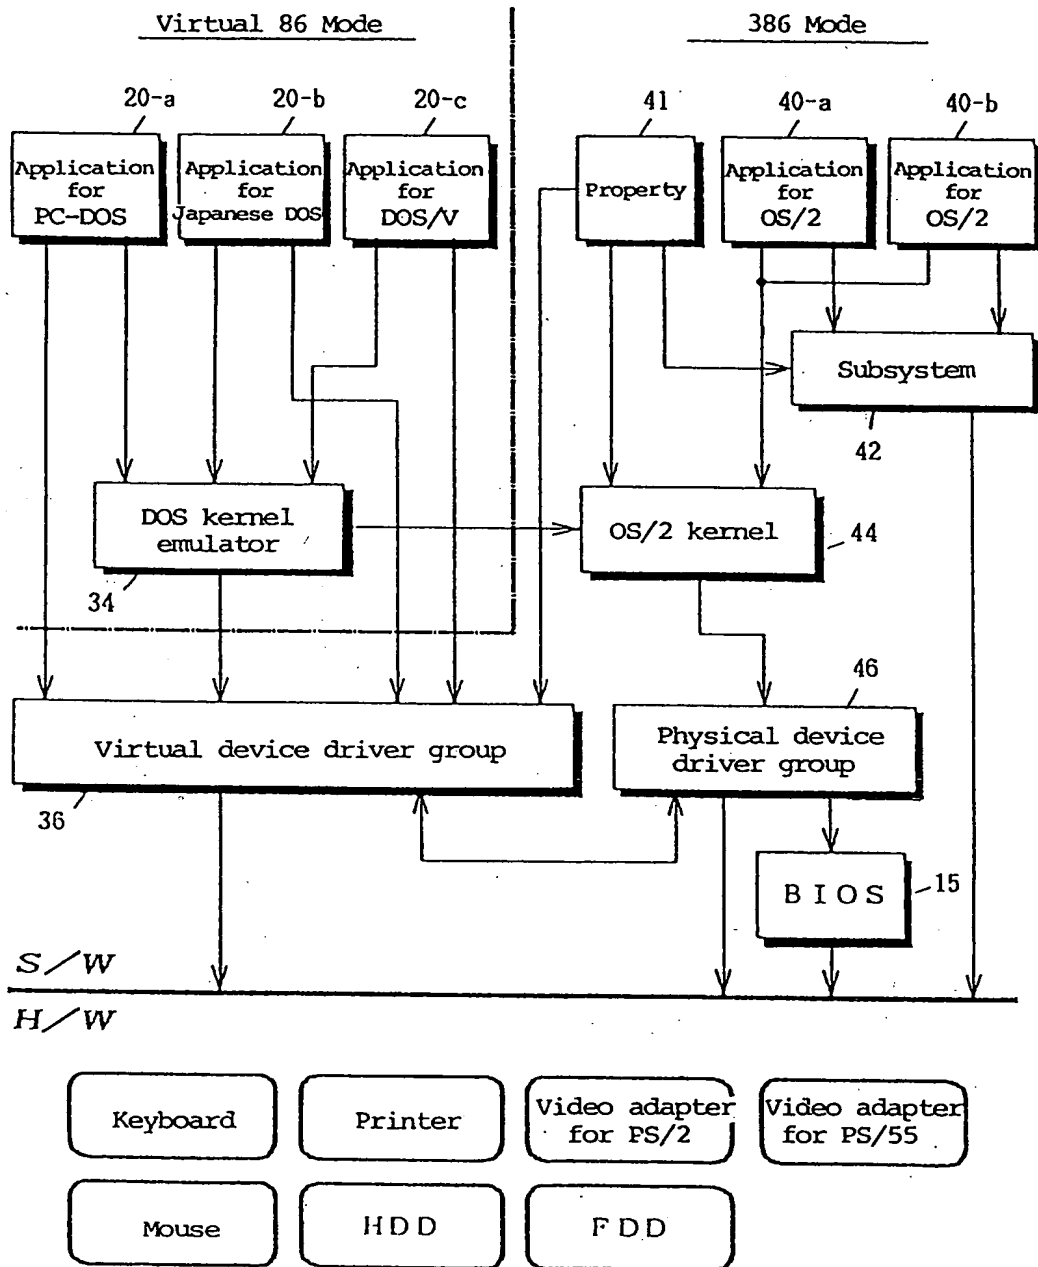 Virtual 86 Mode
386 Mode
20-a
20-b
20-c
41
40-a
40-b
Application
for
PC-DOS
Application
for
Japanese DOS
Application
for
DOS/V
Property
Application
for
OS/2
Application
for
OS/2
Subsystem
42
DOS kernel
emulator
34
OS/2 kernel
44
46
Virtual device driver group
36
Physical device
driver group
BIOS
15
S/W
H/W
Keyboard
Printer
Video adapter
for PS/2
Video adapter
for PS/55
Mouse
HDD
FDD